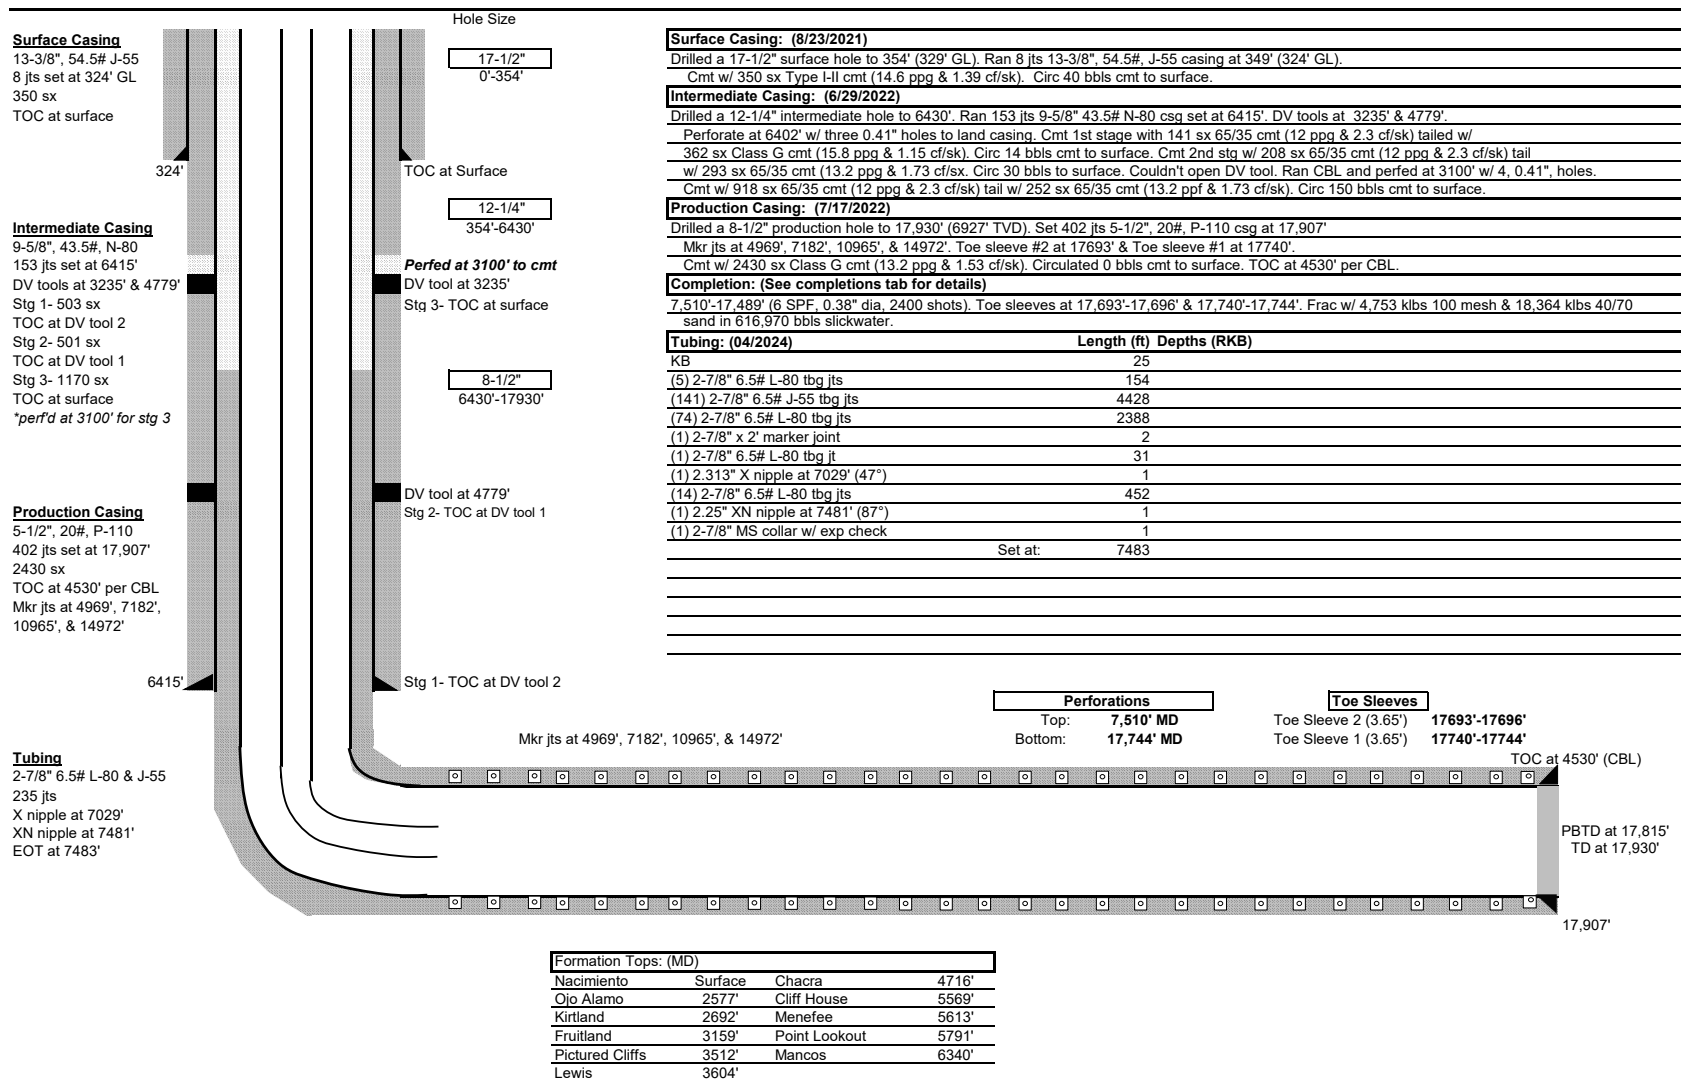 Hole Size
Surface Casing
13-3/8", 54.5# J-55
8 jts set at 324' GL
350 sx
TOC at surface
324'
Intermediate Casing
9-5/8", 43.5#, N-80
153 jts set at 6415'
DV tools at 3235' & 4779'
Stg 1- 503 sx
TOC at DV tool 2
Stg 2- 501 sx
TOC at DV tool 1
Stg 3- 1170 sx
TOC at surface
*perf'd at 3100' for stg 3
Production Casing
5-1/2", 20#, P-110
402 jts set at 17,907'
2430 sx
TOC at 4530' per CBL
Mkr jts at 4969', 7182',
10965', & 14972'
6415'
Tubing
2-7/8" 6.5# L-80 & J-55
235 jts
X nipple at 7029'
XN nipple at 7481'
EOT at 7483'
17-1/2"
0'-354'
TOC at Surface
12-1/4"
354'-6430'
Perfed at 3100' to cmt
DV tool at 3235'
Stg 3- TOC at surface
8-1/2"
6430'-17930'
DV tool at 4779'
Stg 2- TOC at DV tool 1
Stg 1- TOC at DV tool 2
Surface Casing: (8/23/2021)
Drilled a 17-1/2" surface hole to 354' (329' GL). Ran 8 jts 13-3/8", 54.5#, J-55 casing at 349' (324' GL).
Cmt w/ 350 sx Type I-II cmt (14.6 ppg & 1.39 cf/sk). Circ 40 bbls cmt to surface.
Intermediate Casing: (6/29/2022)
Drilled a 12-1/4" intermediate hole to 6430'. Ran 153 jts 9-5/8" 43.5# N-80 csg set at 6415'. DV tools at 3235' & 4779'.
Perforate at 6402' w/ three 0.41" holes to land casing. Cmt 1st stage with 141 sx 65/35 cmt (12 ppg & 2.3 cf/sk) tailed w/
362 sx Class G cmt (15.8 ppg & 1.15 cf/sk). Circ 14 bbls cmt to surface. Cmt 2nd stg w/ 208 sx 65/35 cmt (12 ppg & 2.3 cf/sk) tail
w/ 293 sx 65/35 cmt (13.2 ppg & 1.73 cf/sx. Circ 30 bbls to surface. Couldn't open DV tool. Ran CBL and perfed at 3100' w/ 4, 0.41", holes.
Cmt w/ 918 sx 65/35 cmt (12 ppg & 2.3 cf/sk) tail w/ 252 sx 65/35 cmt (13.2 ppf & 1.73 cf/sk). Circ 150 bbls cmt to surface.
Production Casing: (7/17/2022)
Drilled a 8-1/2" production hole to 17,930' (6927' TVD). Set 402 jts 5-1/2", 20#, P-110 csg at 17,907'
Mkr jts at 4969', 7182', 10965', & 14972'. Toe sleeve #2 at 17693' & Toe sleeve #1 at 17740'.
Cmt w/ 2430 sx Class G cmt (13.2 ppg & 1.53 cf/sk). Circulated 0 bbls cmt to surface. TOC at 4530' per CBL.
Completion: (See completions tab for details)
7,510'-17,489' (6 SPF, 0.38" dia, 2400 shots). Toe sleeves at 17,693'-17,696' & 17,740'-17,744'. Frac w/ 4,753 klbs 100 mesh & 18,364 klbs 40/70
sand in 616,970 bbls slickwater.
Tubing: (04/2024) Length (ft) Depths (RKB)
KB 25
(5) 2-7/8" 6.5# L-80 tbg jts 154
(141) 2-7/8" 6.5# J-55 tbg jts 4428
(74) 2-7/8" 6.5# L-80 tbg jts 2388
(1) 2-7/8" x 2' marker joint 2
(1) 2-7/8" 6.5# L-80 tbg jt 31
(1) 2.313" X nipple at 7029' (47°) 1
(14) 2-7/8" 6.5# L-80 tbg jts 452
(1) 2.25" XN nipple at 7481' (87°) 1
(1) 2-7/8" MS collar w/ exp check 1
Set at: 7483
Perforations
Top: 7,510' MD
Bottom: 17,744' MD
Toe Sleeves
Toe Sleeve 2 (3.65') 17693'-17696'
Toe Sleeve 1 (3.65') 17740'-17744'
Mkr jts at 4969', 7182', 10965', & 14972'
TOC at 4530' (CBL)
PBTD at 17,815'
TD at 17,930'
17,907'
Formation Tops: (MD)
Nacimiento Surface Chacra 4716'
Ojo Alamo 2577' Cliff House 5569'
Kirtland 2692' Menefee 5613'
Fruitland 3159' Point Lookout 5791'
Pictured Cliffs 3512' Mancos 6340'
Lewis 3604'